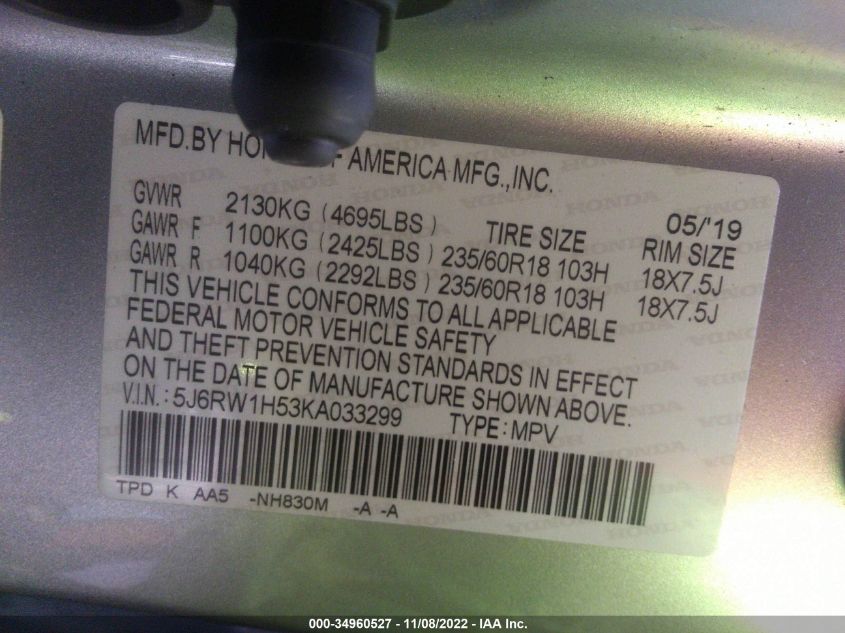 MFD.BY HON F AMERICA MFG.,INC.
05/'19
GVWR 2130KG (4695LBS) TIRE SIZE RIM SIZE
GAWR F 1100KG (2425LBS) 235/60R18 103H 18X7.5J
GAWR R 1040KG (2292LBS) 235/60R18 103H 18X7.5J
THIS VEHICLE CONFORMS TO ALL APPLICABLE
FEDERAL MOTOR VEHICLE SAFETY
AND THEFT PREVENTION STANDARDS IN EFFECT
ON THE DATE OF MANUFACTURE SHOWN ABOVE.
V.I.N.: 5J6RW1H53KA033299 TYPE:MPV
TPD K AA5 -NH830M -A -A
000-34960527 - 11/08/2022 - IAA Inc.